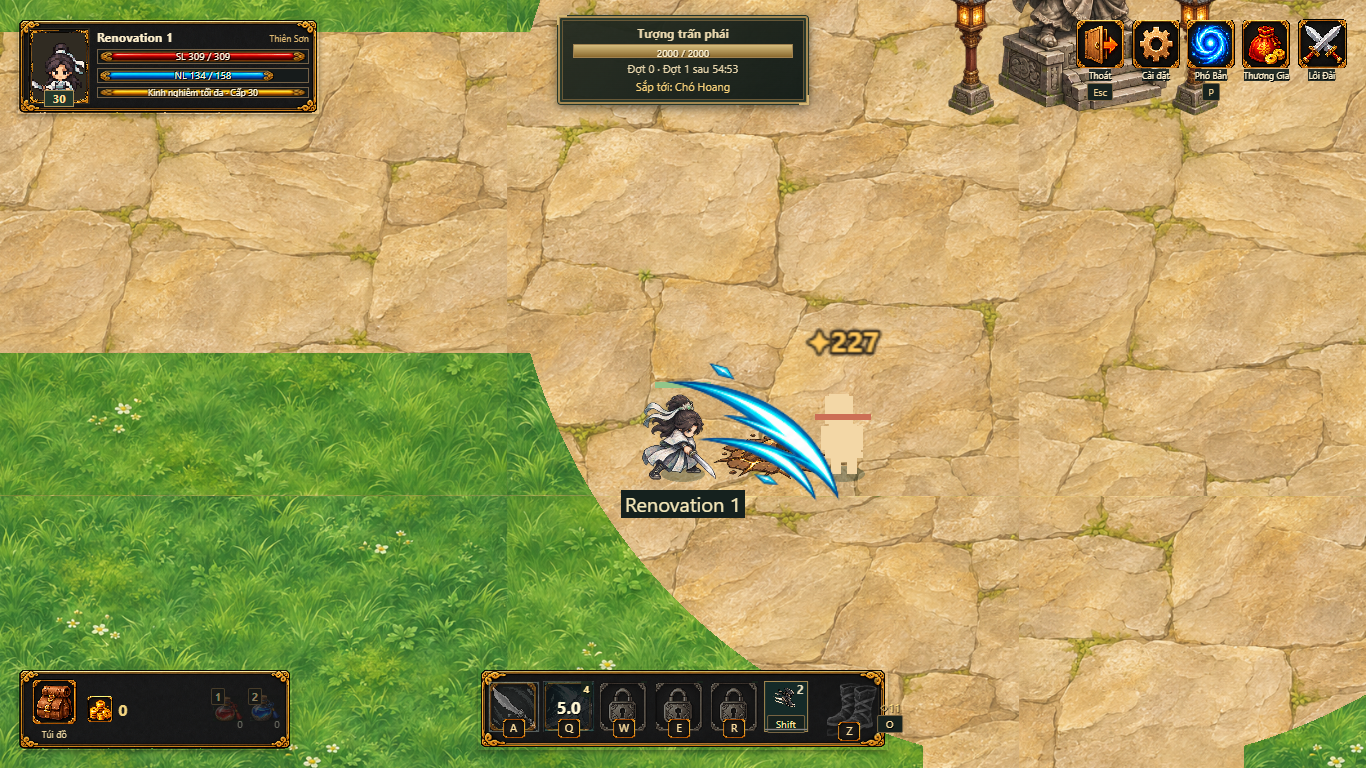 Renovation 1
Thiên Sơn
SL 309 / 309
NL 134 / 158
Kinh nghiệm tối đa - Cấp 30
30
Tượng trấn phái
2000 / 2000
Đợt 0 · Đợt 1 sau 54:53
Sắp tới: Chó Hoang
Thoát
Cài đặt
Phó Bản
Thương Gia
Lôi Đài
Esc
P
227
Renovation 1
Túi đồ
0
1
0
2
0
A
4
5.0
Q
W
E
R
2
Shift
Z
O